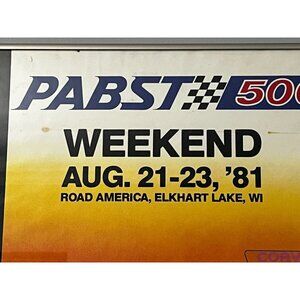 PABST 500
WEEKEND
AUG. 21-23, '81
ROAD AMERICA, ELKHART LAKE, WI